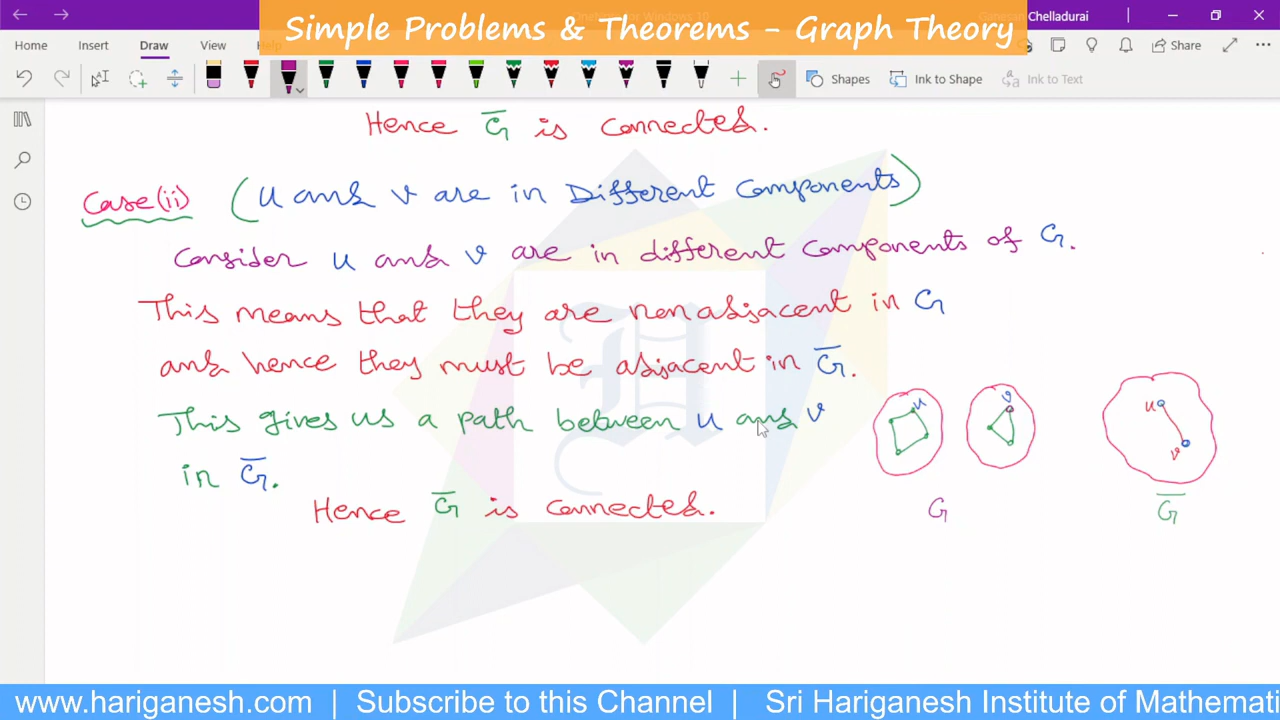 Simple Problems & Theorems - Graph Theory
Chelladurai
Home Insert Draw View
Share
Shapes
Ink to Shape
Ink to Text
Hence G̅ is connected.
Case(ii) (u and v are in Different Components)
Consider u and v are in different components of G.
This means that they are nonadjacent in G
and hence they must be adjacent in G̅.
This gives us a path between u and v
in G̅.
Hence G̅ is connected.
u v
G
u
v
G̅
www.hariganesh.com | Subscribe to this Channel | Sri Hariganesh Institute of Mathemati